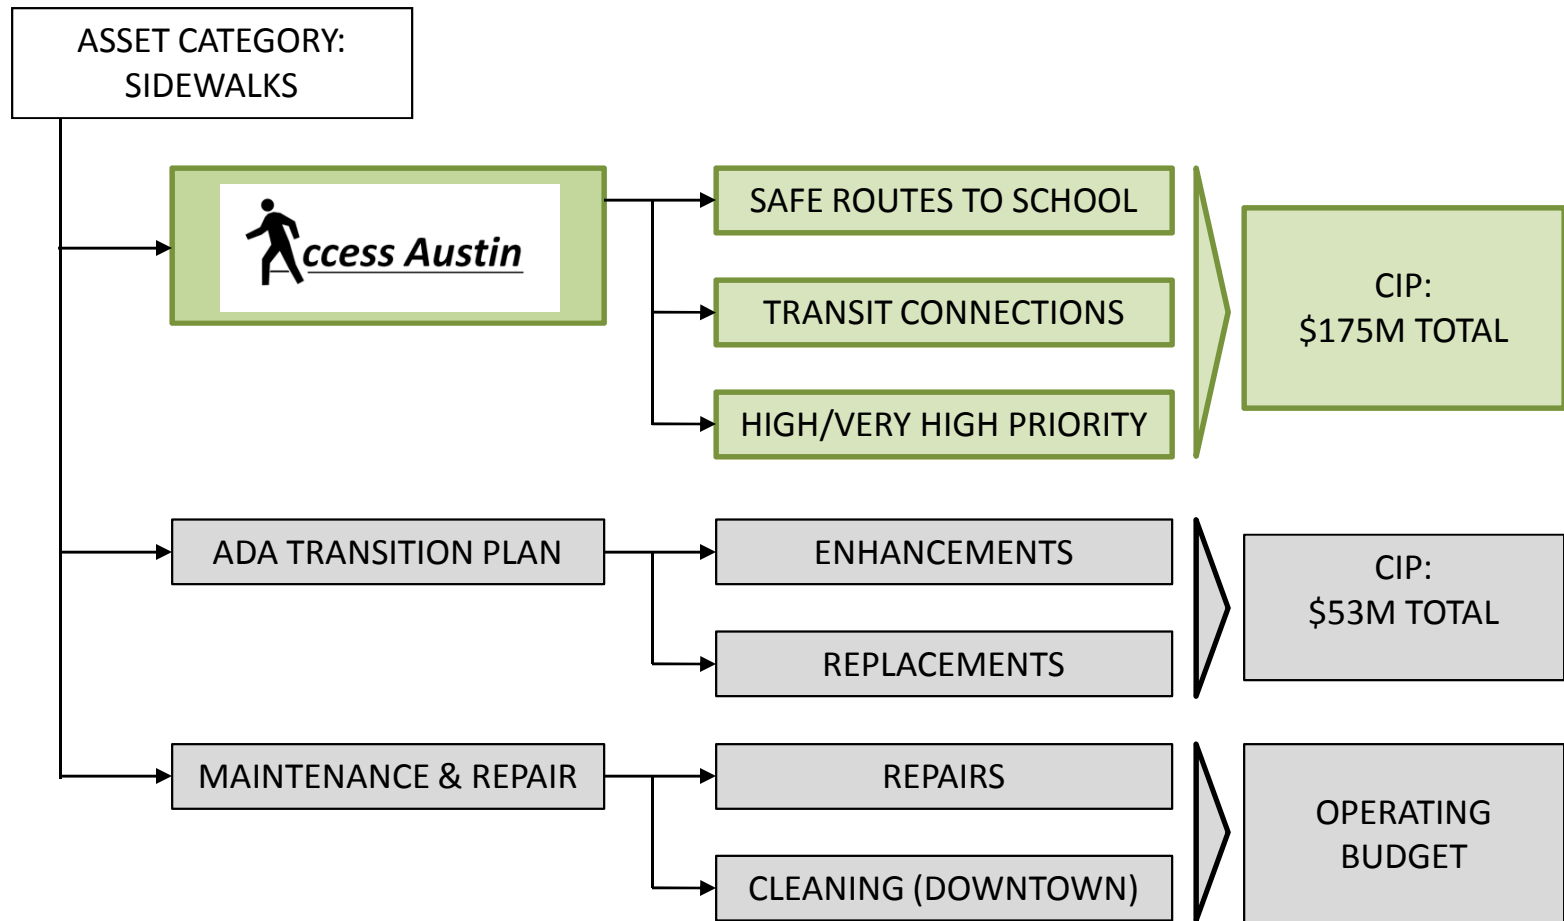 ASSET CATEGORY:
SIDEWALKS
Access Austin
SAFE ROUTES TO SCHOOL
TRANSIT CONNECTIONS
HIGH/VERY HIGH PRIORITY
CIP:
$175M TOTAL
ADA TRANSITION PLAN
ENHANCEMENTS
REPLACEMENTS
CIP:
$53M TOTAL
MAINTENANCE & REPAIR
REPAIRS
CLEANING (DOWNTOWN)
OPERATING
BUDGET